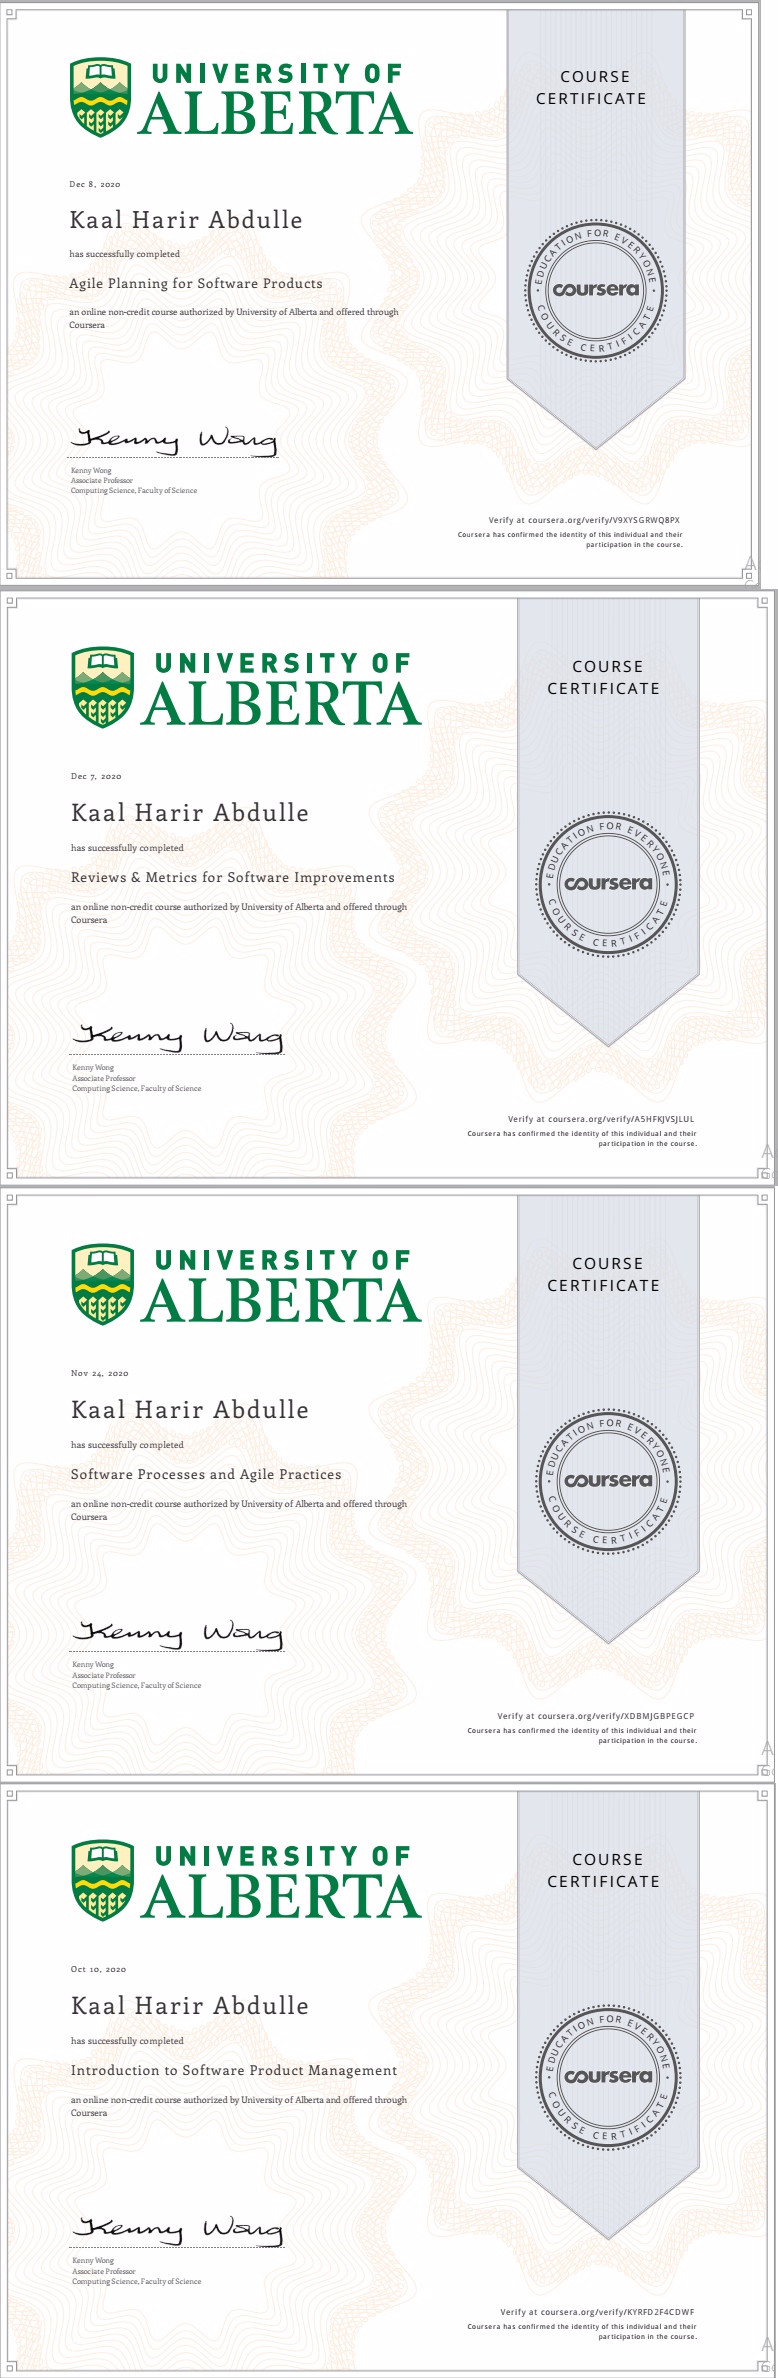 UNIVERSITY OF
ALBERTA
COURSE
CERTIFICATE
Dec 8, 2020
Kaal Harir Abdulle
has successfully completed
Agile Planning for Software Products
an online non-credit course authorized by University of Alberta and offered through
Coursera
EDUCATION FOR EVERYONE
coursera
COURSE CERTIFICATE
Kenny Wong
Kenny Wong
Associate Professor
Computing Science, Faculty of Science
Verify at coursera.org/verify/V9XYSGRWQ8PX
Coursera has confirmed the identity of this individual and their
participation in the course.
UNIVERSITY OF
ALBERTA
COURSE
CERTIFICATE
Dec 7, 2020
Kaal Harir Abdulle
has successfully completed
Reviews & Metrics for Software Improvements
an online non-credit course authorized by University of Alberta and offered through
Coursera
EDUCATION FOR EVERYONE
coursera
COURSE CERTIFICATE
Kenny Wong
Kenny Wong
Associate Professor
Computing Science, Faculty of Science
Verify at coursera.org/verify/A5HFKJVSJLUL
Coursera has confirmed the identity of this individual and their
participation in the course.
UNIVERSITY OF
ALBERTA
COURSE
CERTIFICATE
Nov 24, 2020
Kaal Harir Abdulle
has successfully completed
Software Processes and Agile Practices
an online non-credit course authorized by University of Alberta and offered through
Coursera
EDUCATION FOR EVERYONE
coursera
COURSE CERTIFICATE
Kenny Wong
Kenny Wong
Associate Professor
Computing Science, Faculty of Science
Verify at coursera.org/verify/XDBMJGBPEGCP
Coursera has confirmed the identity of this individual and their
participation in the course.
UNIVERSITY OF
ALBERTA
COURSE
CERTIFICATE
Oct 10, 2020
Kaal Harir Abdulle
has successfully completed
Introduction to Software Product Management
an online non-credit course authorized by University of Alberta and offered through
Coursera
EDUCATION FOR EVERYONE
coursera
COURSE CERTIFICATE
Kenny Wong
Kenny Wong
Associate Professor
Computing Science, Faculty of Science
Verify at coursera.org/verify/KYRFD2F4CDWF
Coursera has confirmed the identity of this individual and their
participation in the course.